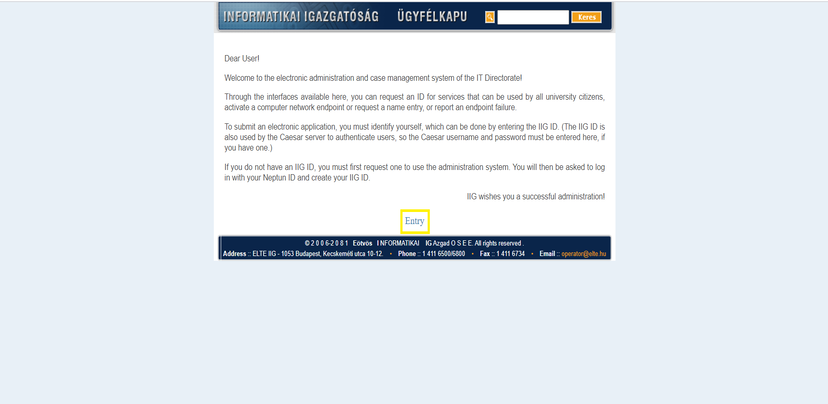 INFORMATIKAI IGAZGATÓSÁG ÜGYFÉLKAPU Keres
Dear User!
Welcome to the electronic administration and case management system of the IT Directorate!
Through the interfaces available here, you can request an ID for services that can be used by all university citizens,
activate a computer network endpoint or request a name entry, or report an endpoint failure.
To submit an electronic application, you must identify yourself, which can be done by entering the IIG ID. (The IIG ID is
also used by the Caesar server to authenticate users, so the Caesar username and password must be entered here, if
you have one.)
If you do not have an IIG ID, you must first request one to use the administration system. You will then be asked to log
in with your Neptun ID and create your IIG ID.
IIG wishes you a successful administration!
Entry
© 2 0 0 6-2 0 8 1 Eötvös I NFORMATIKAI IG Azgad O S E E. All rights reserved .
Address :: ELTE IIG - 1053 Budapest, Kecskeméti utca 10-12. • Phone :: 1 411 6500/6800 • Fax :: 1 411 6734 • Email :: operator@elte.hu